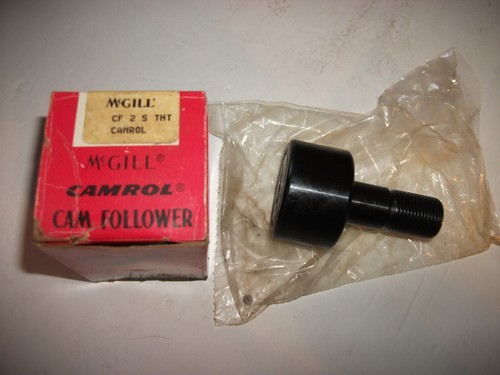 McGILL®
CF 2 S THT
CAMROL
McGILL®
CAMROL®
CAM FOLLOWER